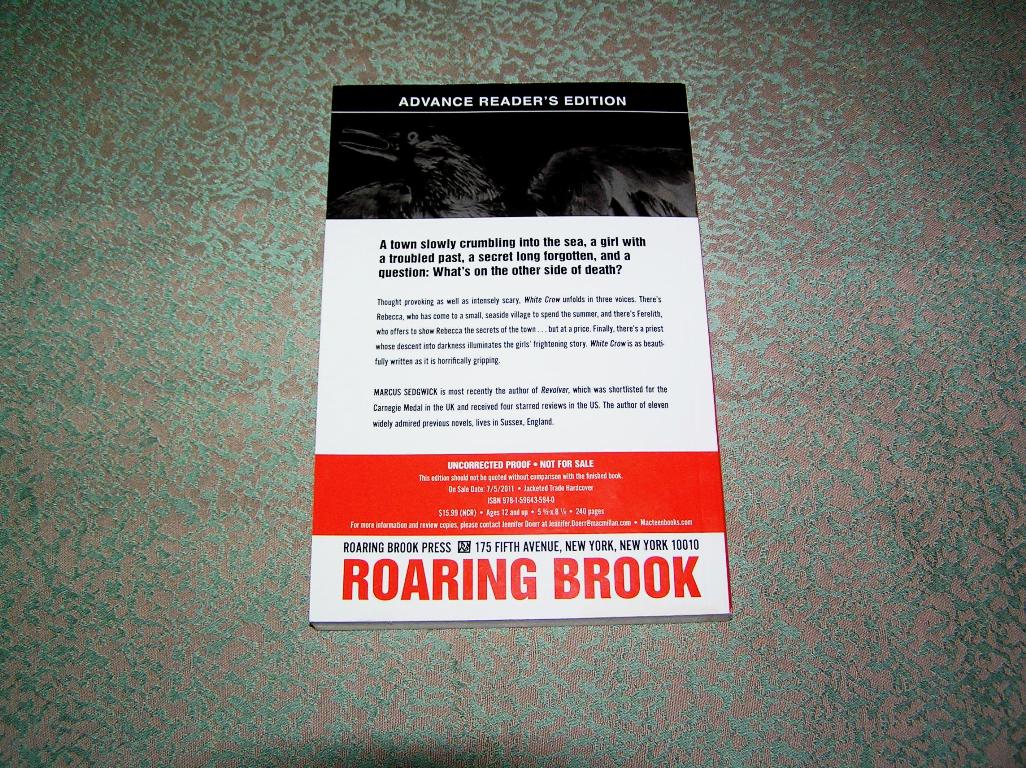 ADVANCE READER'S EDITION
A town slowly crumbling into the sea, a girl with
a troubled past, a secret long forgotten, and a
question: What's on the other side of death?
Thought provoking as well as intensely scary, White Crow unfolds in three voices. There's
Rebecca, who has come to a small, seaside village to spend the summer, and there's Ferelith,
who offers to show Rebecca the secrets of the town . . . but at a price. Finally, there's a priest
whose descent into darkness illuminates the girls' frightening story. White Crow is as beauti-
fully written as it is horrifically gripping.
MARCUS SEDGWICK is most recently the author of Revolver, which was shortlisted for the
Carnegie Medal in the UK and received four starred reviews in the US. The author of eleven
widely admired previous novels, lives in Sussex, England.
UNCORRECTED PROOF • NOT FOR SALE
This edition should not be quoted without comparison with the finished book.
On Sale Date: 7/5/2011 • Jacketed Trade Hardcover
ISBN 978-1-59643-594-0
$15.99 (NCR) • Ages 12 and up • 5 ½ x 8 ¼ • 240 pages
For more information and review copies, please contact Jennifer Doerr at Jennifer.Doerr@macmillan.com • Macteenbooks.com
ROARING BROOK PRESS 175 FIFTH AVENUE, NEW YORK, NEW YORK 10010
ROARING BROOK